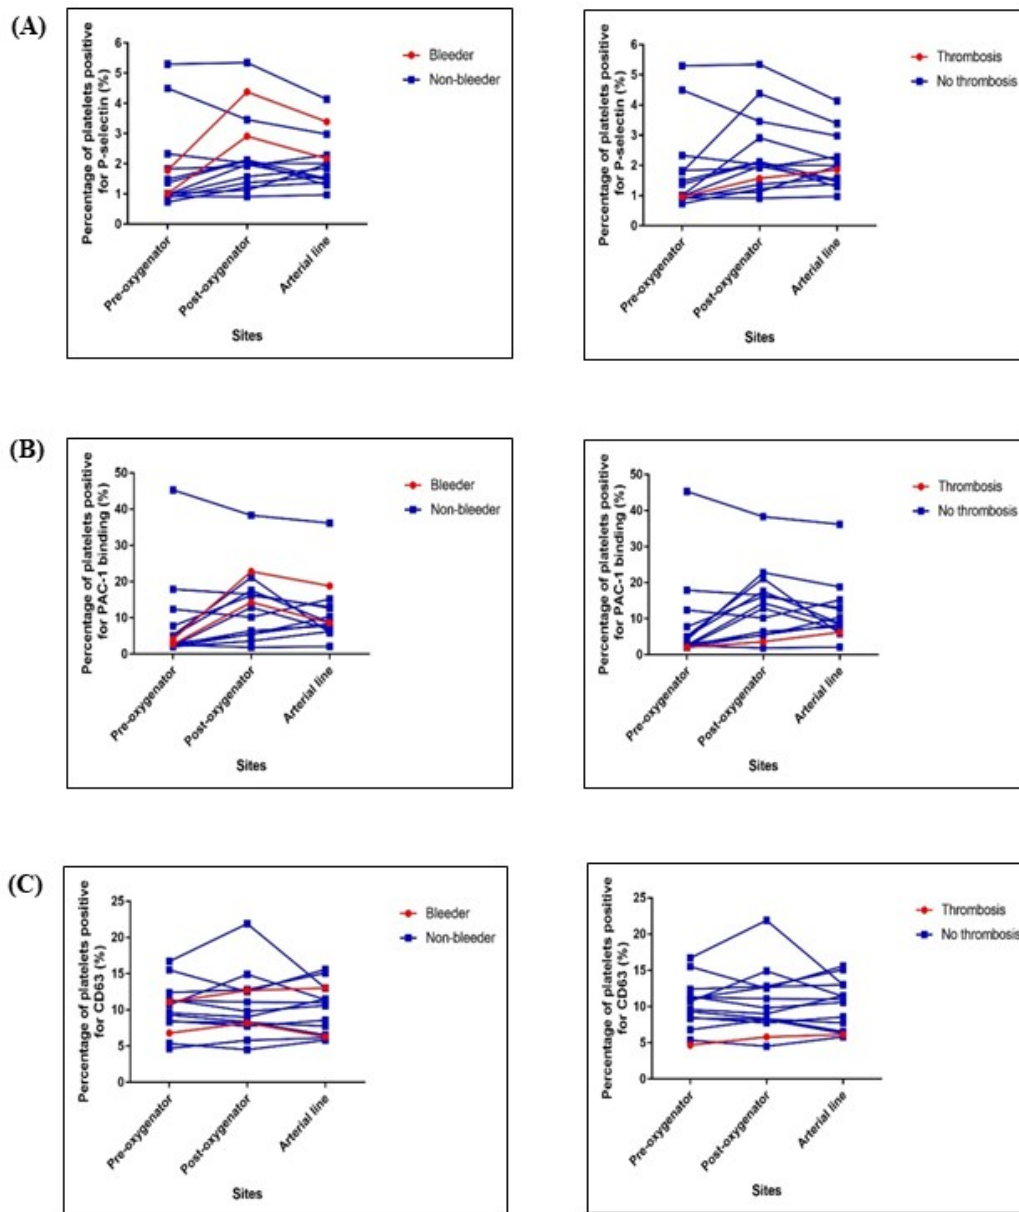 (A)
Percentage of platelets positive
for P-selectin (%)
6
5
4
3
2
1
0
Pre-oxygenator
Post-oxygenator
Arterial line
Sites
Bleeder
Non-bleeder
Percentage of platelets positive
for P-selectin (%)
6
5
4
3
2
1
0
Pre-oxygenator
Post-oxygenator
Arterial line
Sites
Thrombosis
No thrombosis
(B)
Percentage of platelets positive
for PAC-1 binding (%)
50
40
30
20
10
0
Pre-oxygenator
Post-oxygenator
Arterial line
Sites
Bleeder
Non-bleeder
Percentage of platelets positive
for PAC-1 binding (%)
50
40
30
20
10
0
Pre-oxygenator
Post-oxygenator
Arterial line
Sites
Thrombosis
No thrombosis
(C)
Percentage of platelets positive
for CD63 (%)
25
20
15
10
5
0
Pre-oxygenator
Post-oxygenator
Arterial line
Sites
Bleeder
Non-bleeder
Percentage of platelets positive
for CD63 (%)
25
20
15
10
5
0
Pre-oxygenator
Post-oxygenator
Arterial line
Sites
Thrombosis
No thrombosis